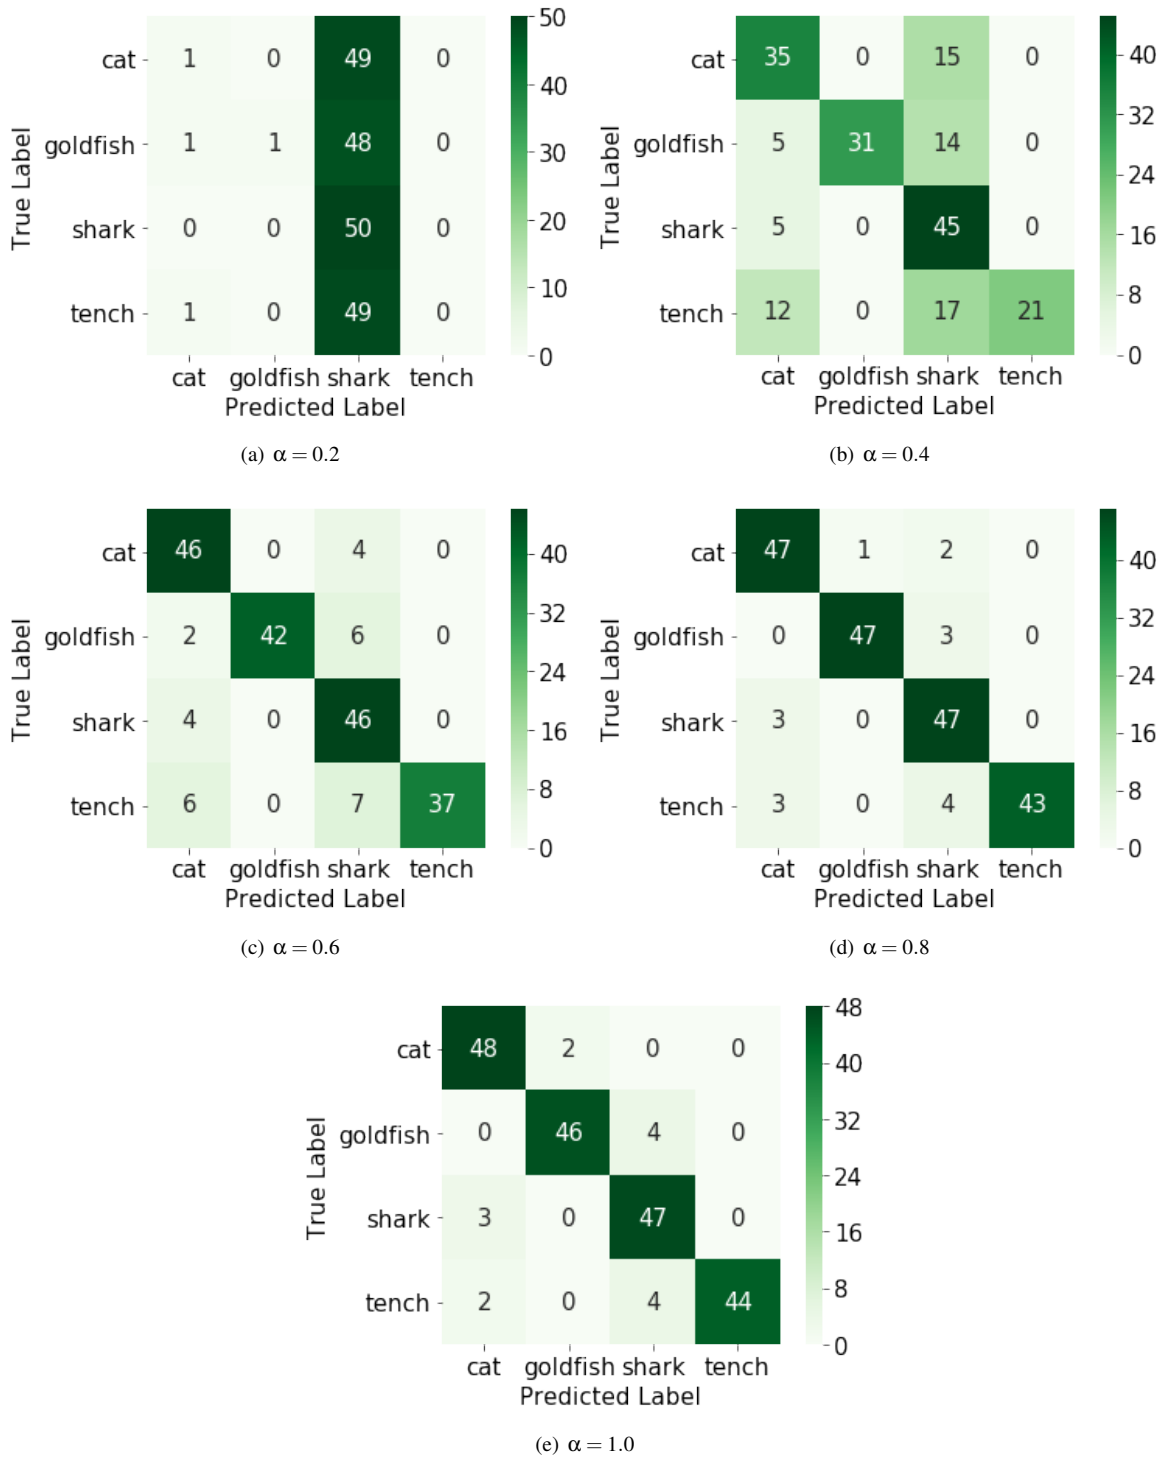 cat 1 0 49 0
goldfish 1 1 48 0
shark 0 0 50 0
tench 1 0 49 0
cat goldfish shark tench
Predicted Label
True Label
50
40
30
20
10
0
(a) α = 0.2
cat 35 0 15 0
goldfish 5 31 14 0
shark 5 0 45 0
tench 12 0 17 21
cat goldfish shark tench
Predicted Label
True Label
40
32
24
16
8
0
(b) α = 0.4
cat 46 0 4 0
goldfish 2 42 6 0
shark 4 0 46 0
tench 6 0 7 37
cat goldfish shark tench
Predicted Label
True Label
40
32
24
16
8
0
(c) α = 0.6
cat 47 1 2 0
goldfish 0 47 3 0
shark 3 0 47 0
tench 3 0 4 43
cat goldfish shark tench
Predicted Label
True Label
40
32
24
16
8
0
(d) α = 0.8
cat 48 2 0 0
goldfish 0 46 4 0
shark 3 0 47 0
tench 2 0 4 44
cat goldfish shark tench
Predicted Label
True Label
48
40
32
24
16
8
0
(e) α = 1.0